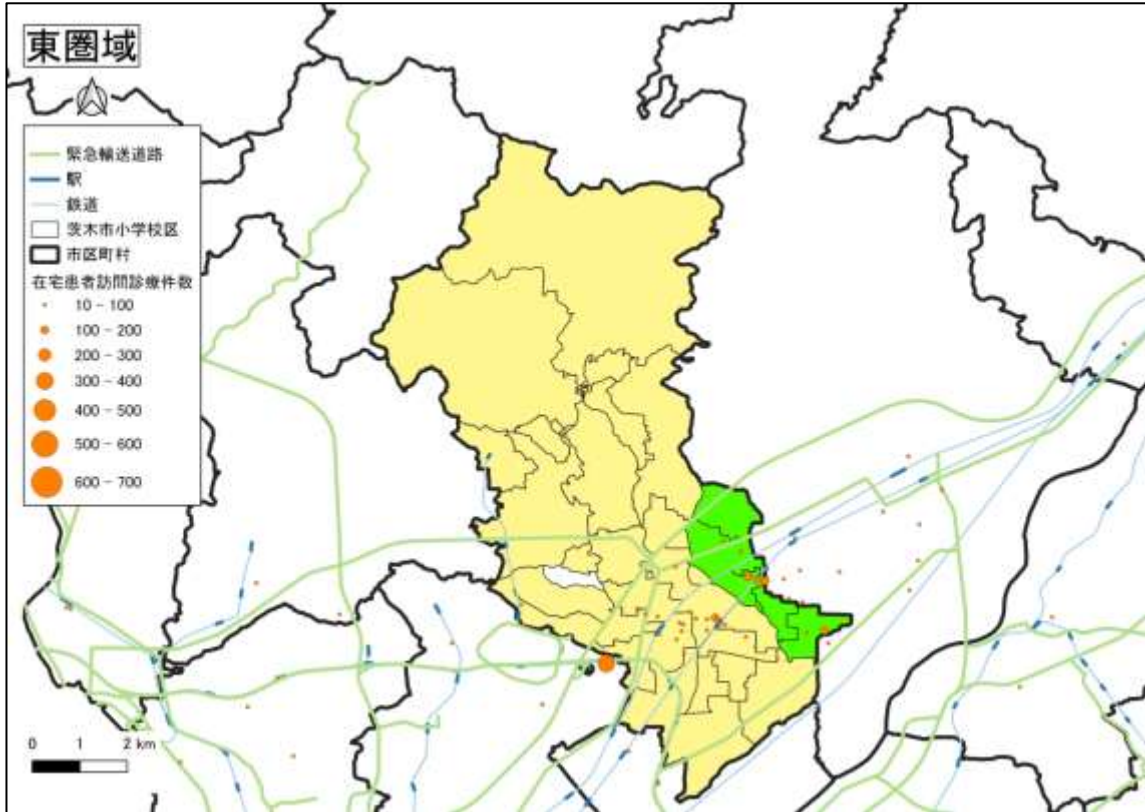 東圏域
緊急輸送道路
駅
鉄道
茨木市小学校区
市区町村
在宅患者訪問診療件数
10 - 100
100 - 200
200 - 300
300 - 400
400 - 500
500 - 600
600 - 700
0 1 2 km